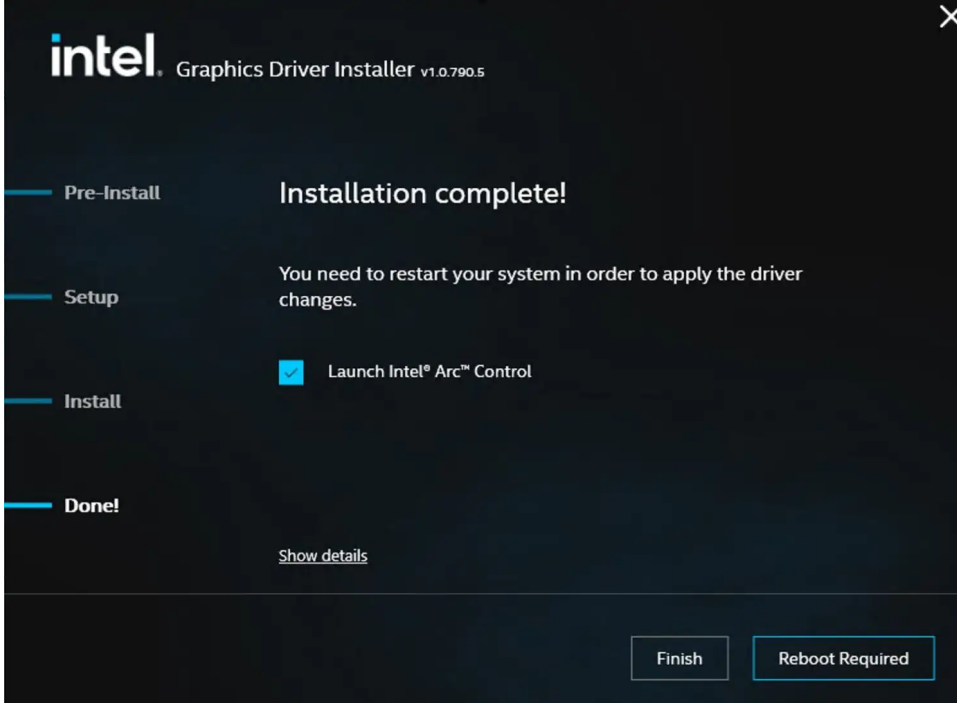 intel. Graphics Driver Installer v1.0.790.5
Pre-Install
Setup
Install
Done!
Installation complete!
You need to restart your system in order to apply the driver
changes.
Launch Intel® Arc™ Control
Show details
Finish
Reboot Required